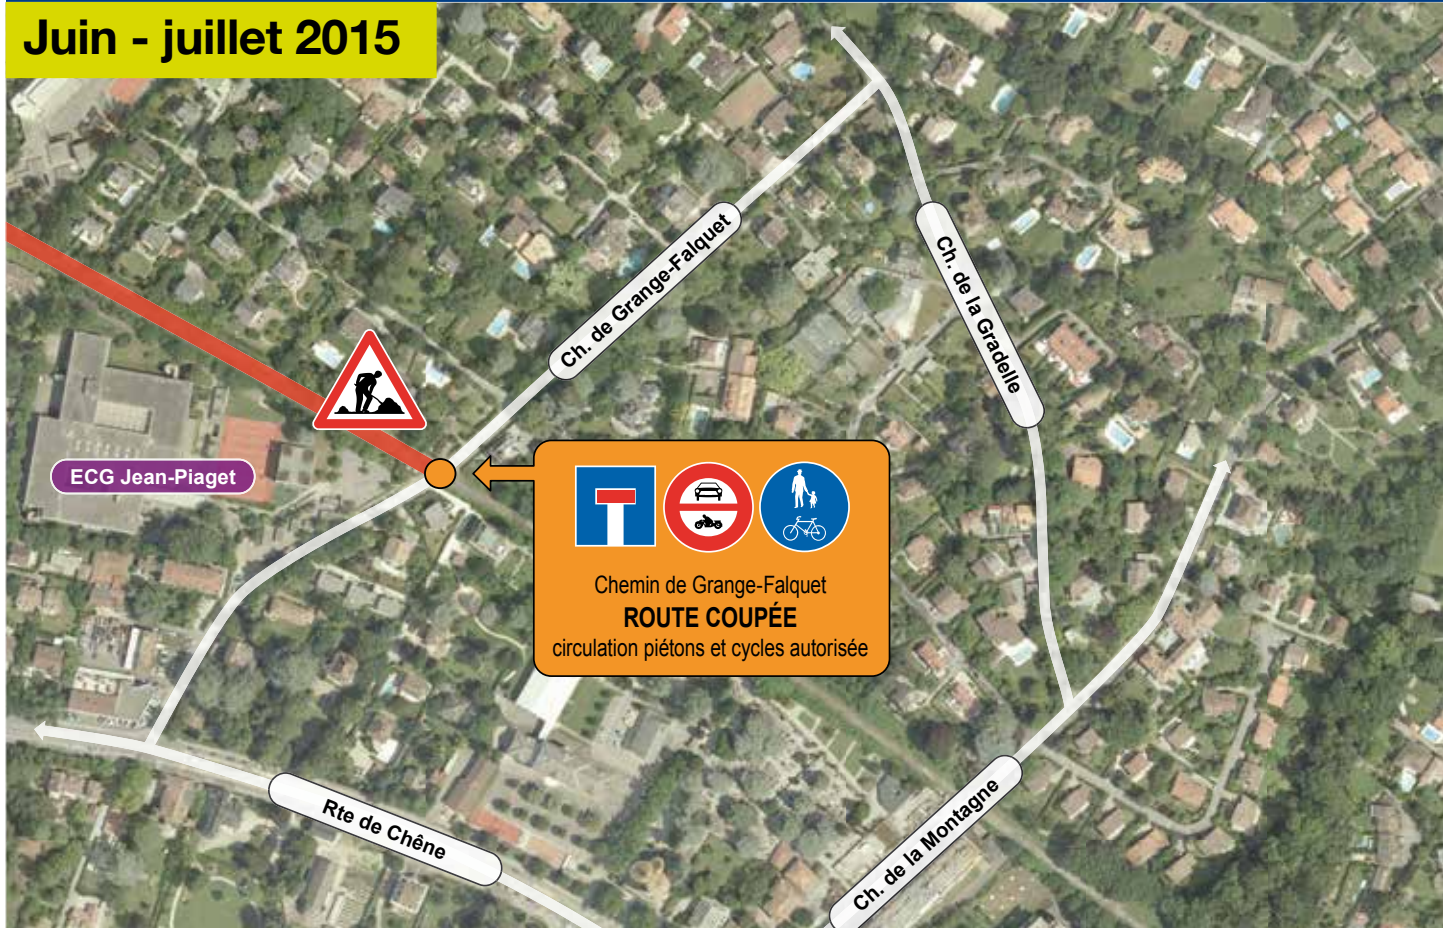 Juin - juillet 2015
Ch. de Grange-Falquet
Ch. de la Gradelle
ECG Jean-Piaget
Chemin de Grange-Falquet
ROUTE COUPÉE
circulation piétons et cycles autorisée
Rte de Chêne
Ch. de la Montagne